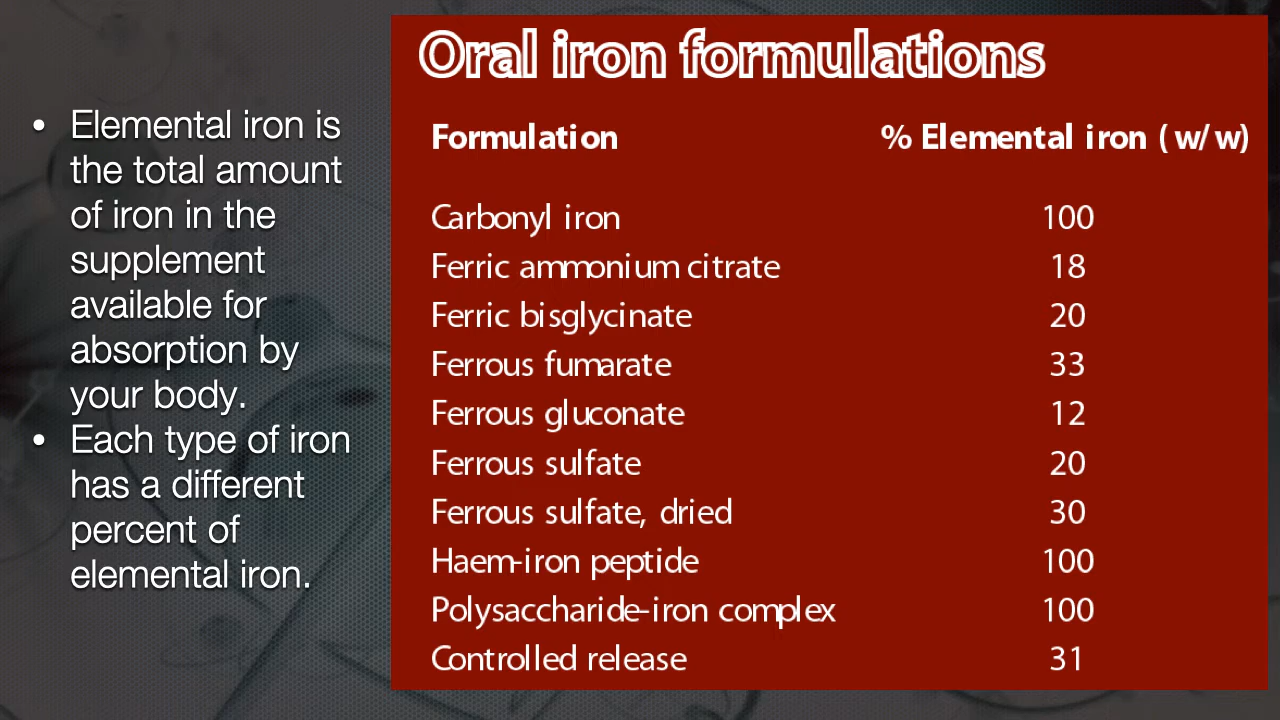 • Elemental iron is
the total amount
of iron in the
supplement
available for
absorption by
your body.
• Each type of iron
has a different
percent of
elemental iron.
Oral iron formulations
Formulation % Elemental iron (w/w)
Carbonyl iron 100
Ferric ammonium citrate 18
Ferric bisglycinate 20
Ferrous fumarate 33
Ferrous gluconate 12
Ferrous sulfate 20
Ferrous sulfate, dried 30
Haem-iron peptide 100
Polysaccharide-iron complex 100
Controlled release 31